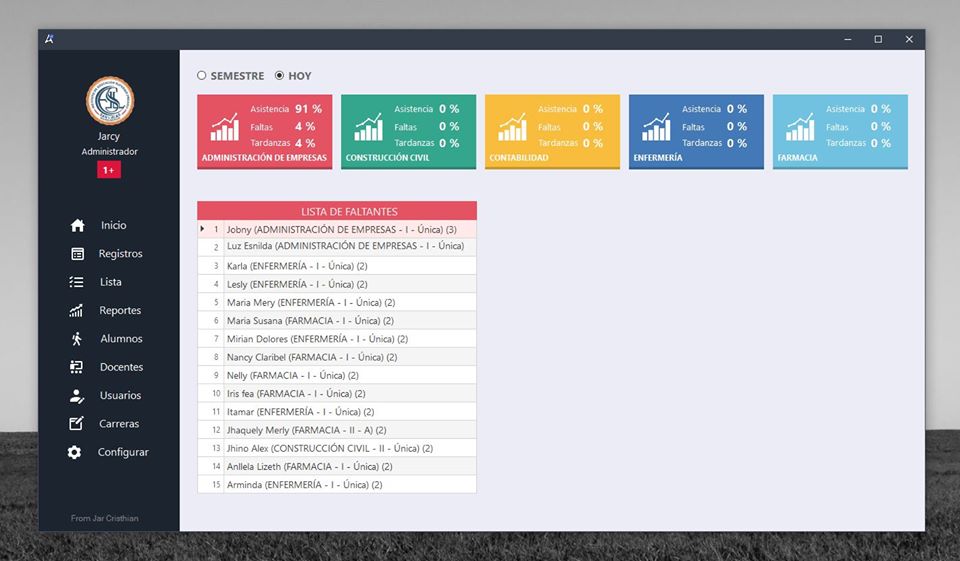 Jarcy
Administrador
1+
Inicio
Registros
Lista
Reportes
Alumnos
Docentes
Usuarios
Carreras
Configurar
From Jar Cristhian
SEMESTRE HOY
Asistencia 91 %
Faltas 4 %
Tardanzas 4 %
ADMINISTRACIÓN DE EMPRESAS
Asistencia 0 %
Faltas 0 %
Tardanzas 0 %
CONSTRUCCIÓN CIVIL
Asistencia 0 %
Faltas 0 %
Tardanzas 0 %
CONTABILIDAD
Asistencia 0 %
Faltas 0 %
Tardanzas 0 %
ENFERMERÍA
Asistencia 0 %
Faltas 0 %
Tardanzas 0 %
FARMACIA
LISTA DE FALTANTES
1 Jobny (ADMINISTRACIÓN DE EMPRESAS - I - Única) (3)
2 Luz Esnilda (ADMINISTRACIÓN DE EMPRESAS - I - Única)
3 Karla (ENFERMERÍA - I - Única) (2)
4 Lesly (ENFERMERÍA - I - Única) (2)
5 Maria Mery (ENFERMERÍA - I - Única) (2)
6 Maria Susana (FARMACIA - I - Única) (2)
7 Mirian Dolores (ENFERMERÍA - I - Única) (2)
8 Nancy Claribel (FARMACIA - I - Única) (2)
9 Nelly (FARMACIA - I - Única) (2)
10 Iris fea (FARMACIA - I - Única) (2)
11 Itamar (ENFERMERÍA - I - Única) (2)
12 Jhaquely Merly (FARMACIA - II - A) (2)
13 Jhino Alex (CONSTRUCCIÓN CIVIL - II - Única) (2)
14 Anllela Lizeth (FARMACIA - I - Única) (2)
15 Arminda (ENFERMERÍA - I - Única) (2)